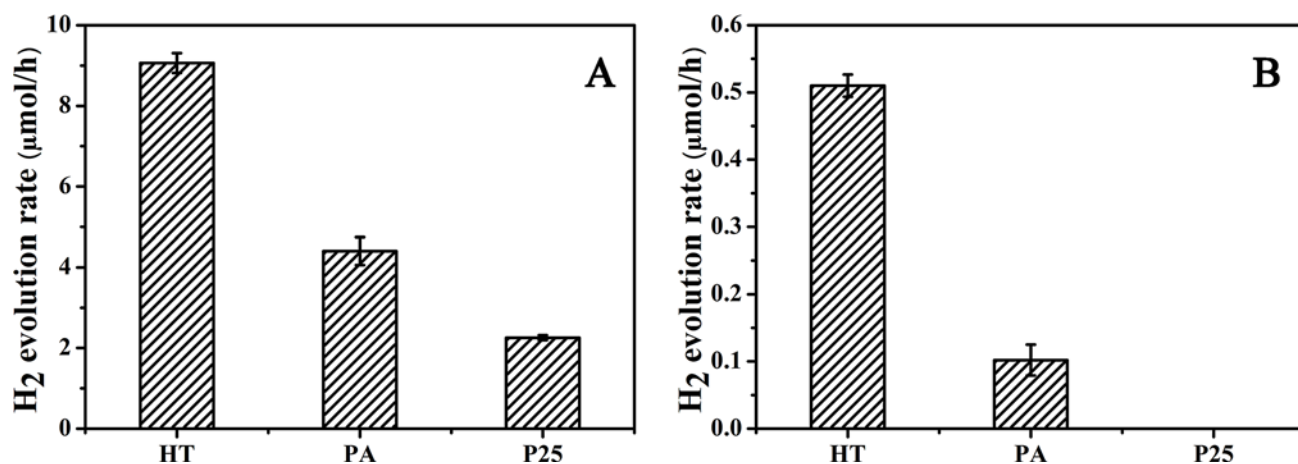 A
H2 evolution rate (μmol/h)
10
8
6
4
2
0
HT PA P25
B
H2 evolution rate (μmol/h)
0.6
0.5
0.4
0.3
0.2
0.1
0.0
HT PA P25